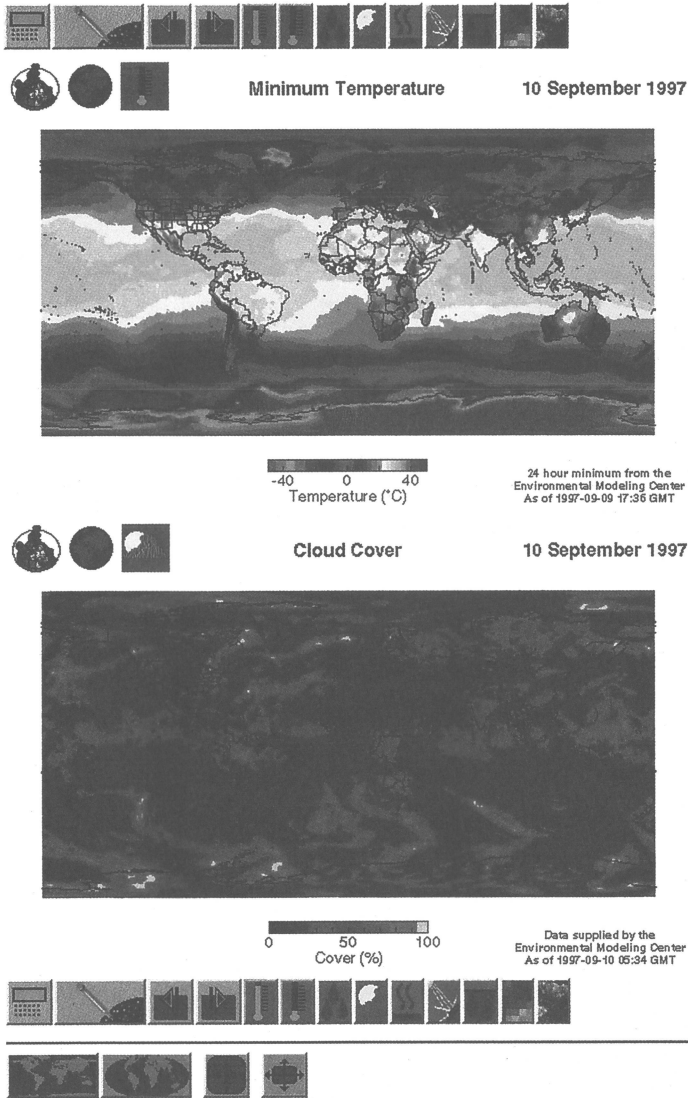 Minimum Temperature
10 September 1997
-40 0 40
Temperature (°C)
24 hour minimum from the
Environmental Modeling Center
As of 1997-09-09 17:36 GMT
Cloud Cover
10 September 1997
0 50 100
Cover (%)
Data supplied by the
Environmental Modeling Center
As of 1997-09-10 05:34 GMT